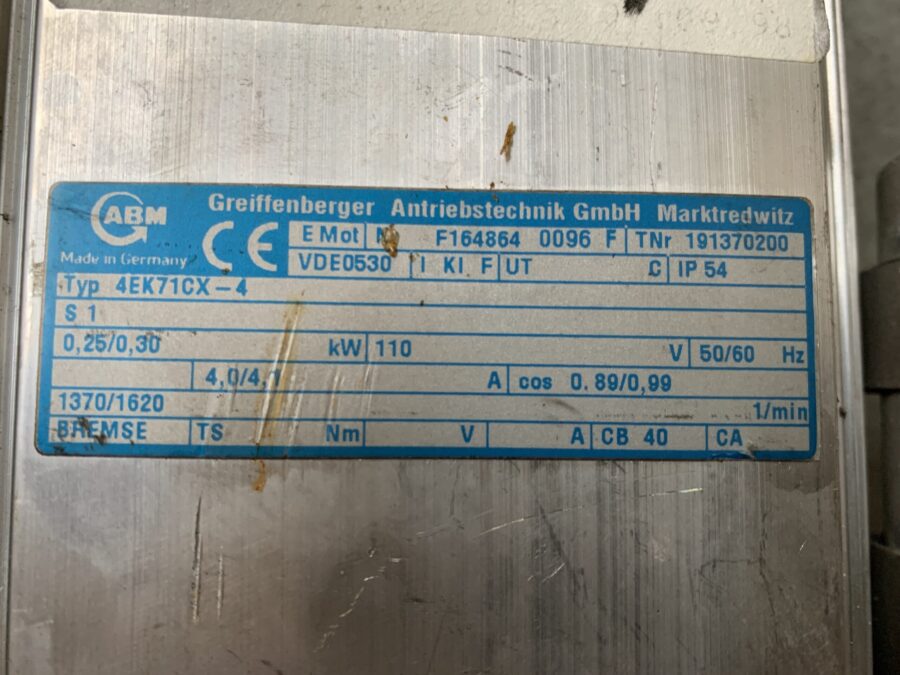 ABM Greiffenberger Antriebstechnik GmbH Marktredwitz
Made in Germany CE
E Mot F164864 0096 F TNr 191370200
VDE0530 I KI F UT C IP 54
Typ 4EK71CX-4
S 1
0,25/0,30 kW 110 V 50/60 Hz
4,0/4,1 A cos 0.89/0,99
1370/1620 1/min
BREMSE TS Nm V A CB 40 CA